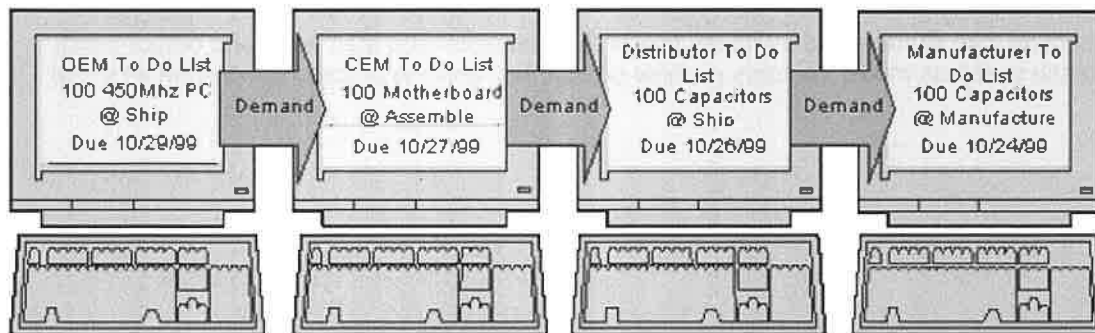 OEM To Do List
100 450Mhz PC
@ Ship
Due 10/29/99
Demand
CEM To Do List
100 Motherboard
@ Assemble
Due 10/27/99
Demand
Distributor To Do
List
100 Capacitors
@ Ship
Due 10/26/99
Demand
Manufacturer To
Do List
100 Capacitors
@ Manufacture
Due 10/24/99